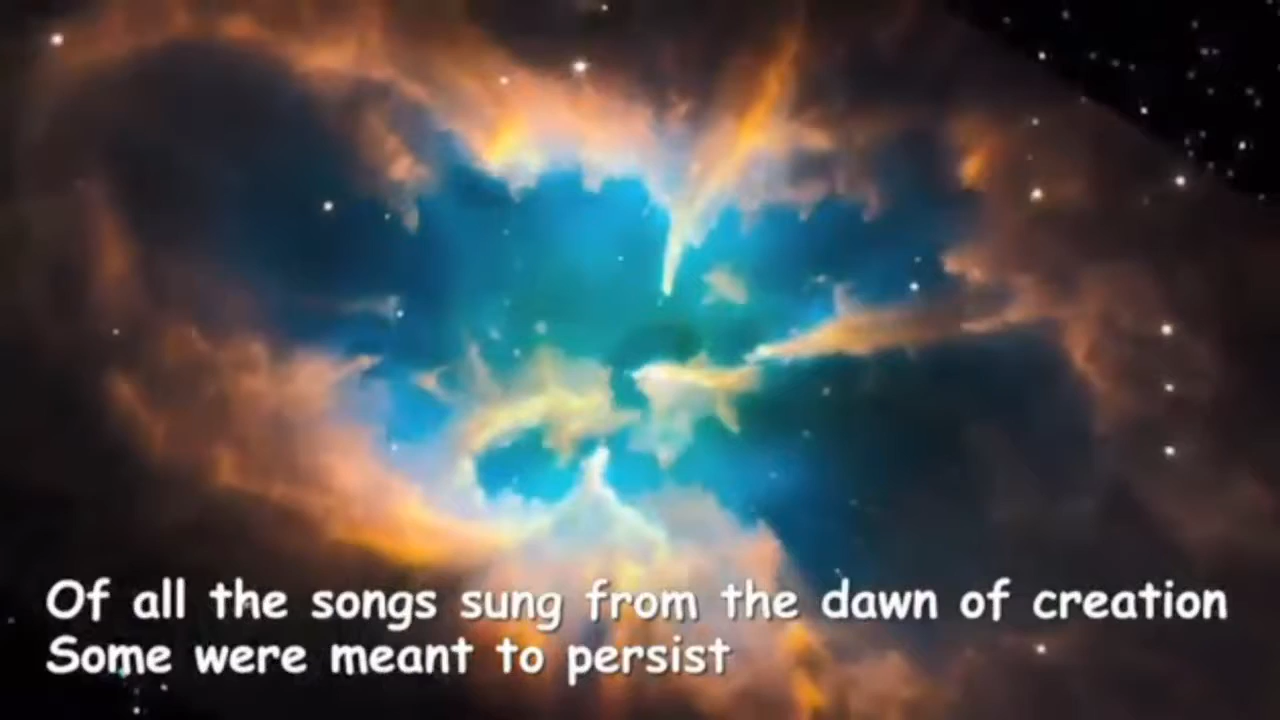 Of all the songs sung from the dawn of creation
Some were meant to persist